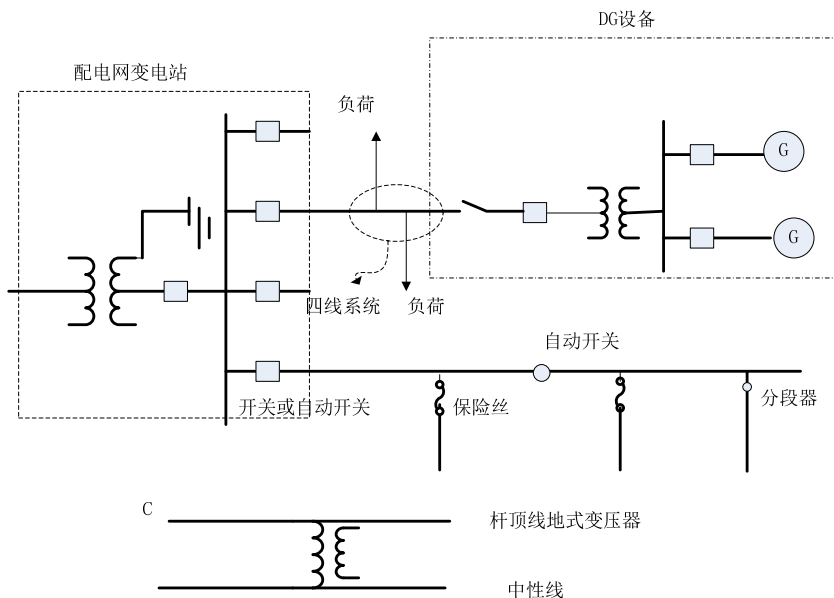 DG设备
配电网变电站
负荷
G
G
四线系统
负荷
自动开关
开关或自动开关
保险丝
分段器
C
杆顶线地式变压器
中性线